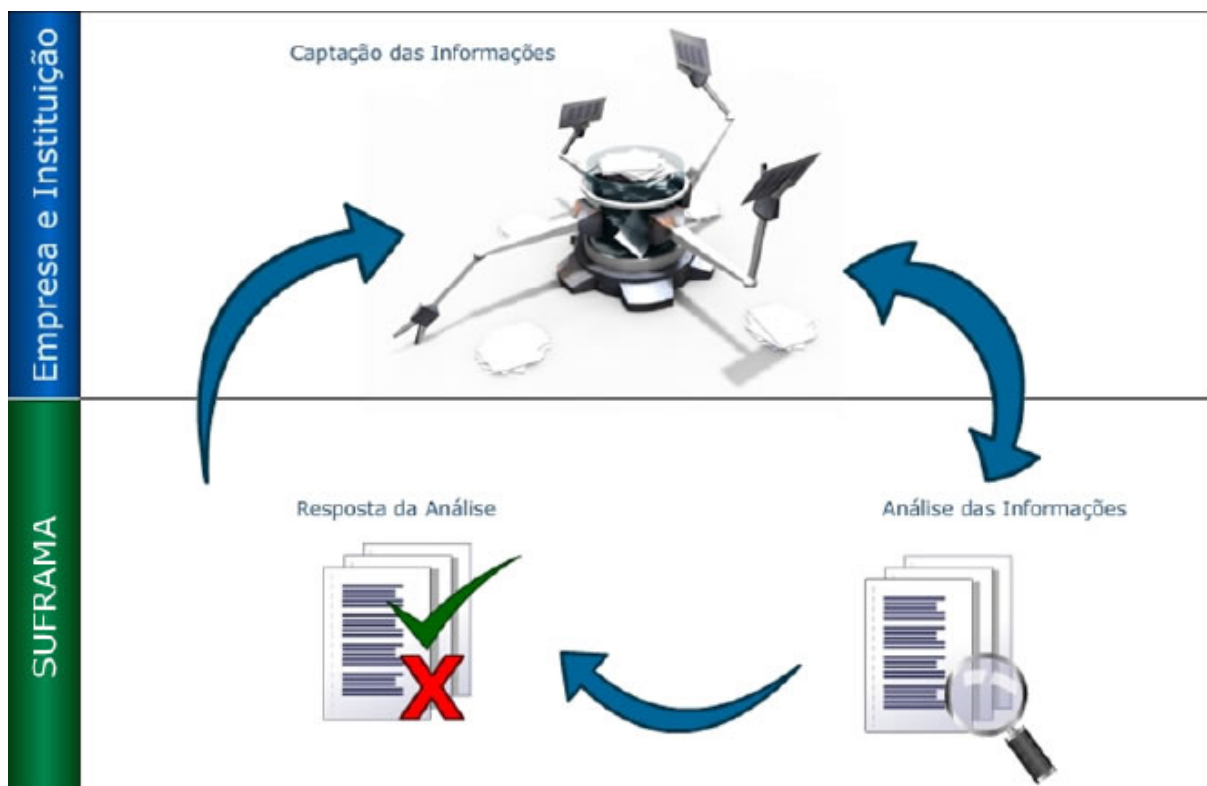 Empresa e Instituição
Captação das Informações
SUFRAMA
Resposta da Análise
Análise das Informações